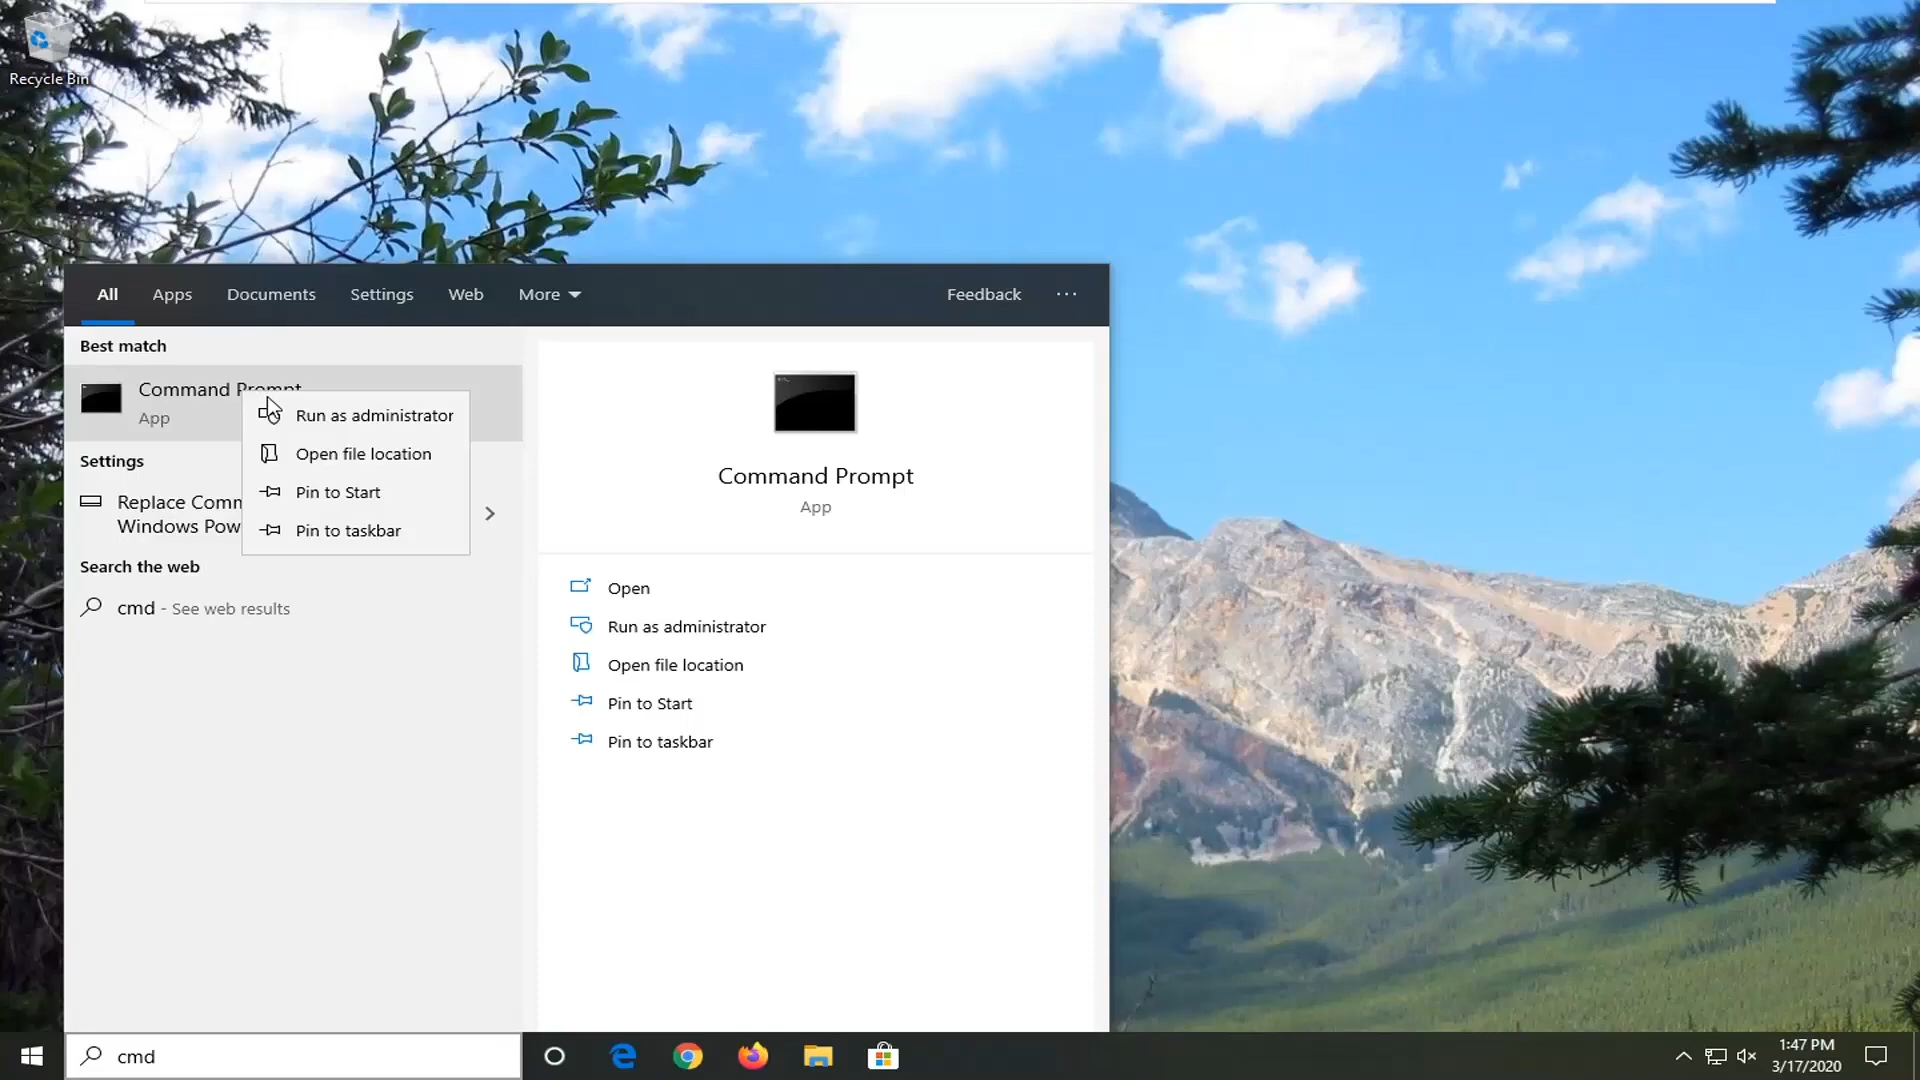 Recycle Bin
All Apps Documents Settings Web More Feedback
Best match
Command Prompt
App
Run as administrator
Open file location
Pin to Start
Pin to taskbar
Settings
Replace Comm
Windows Pow
Search the web
cmd - See web results
Command Prompt
App
Open
Run as administrator
Open file location
Pin to Start
Pin to taskbar
cmd
1:47 PM
3/17/2020